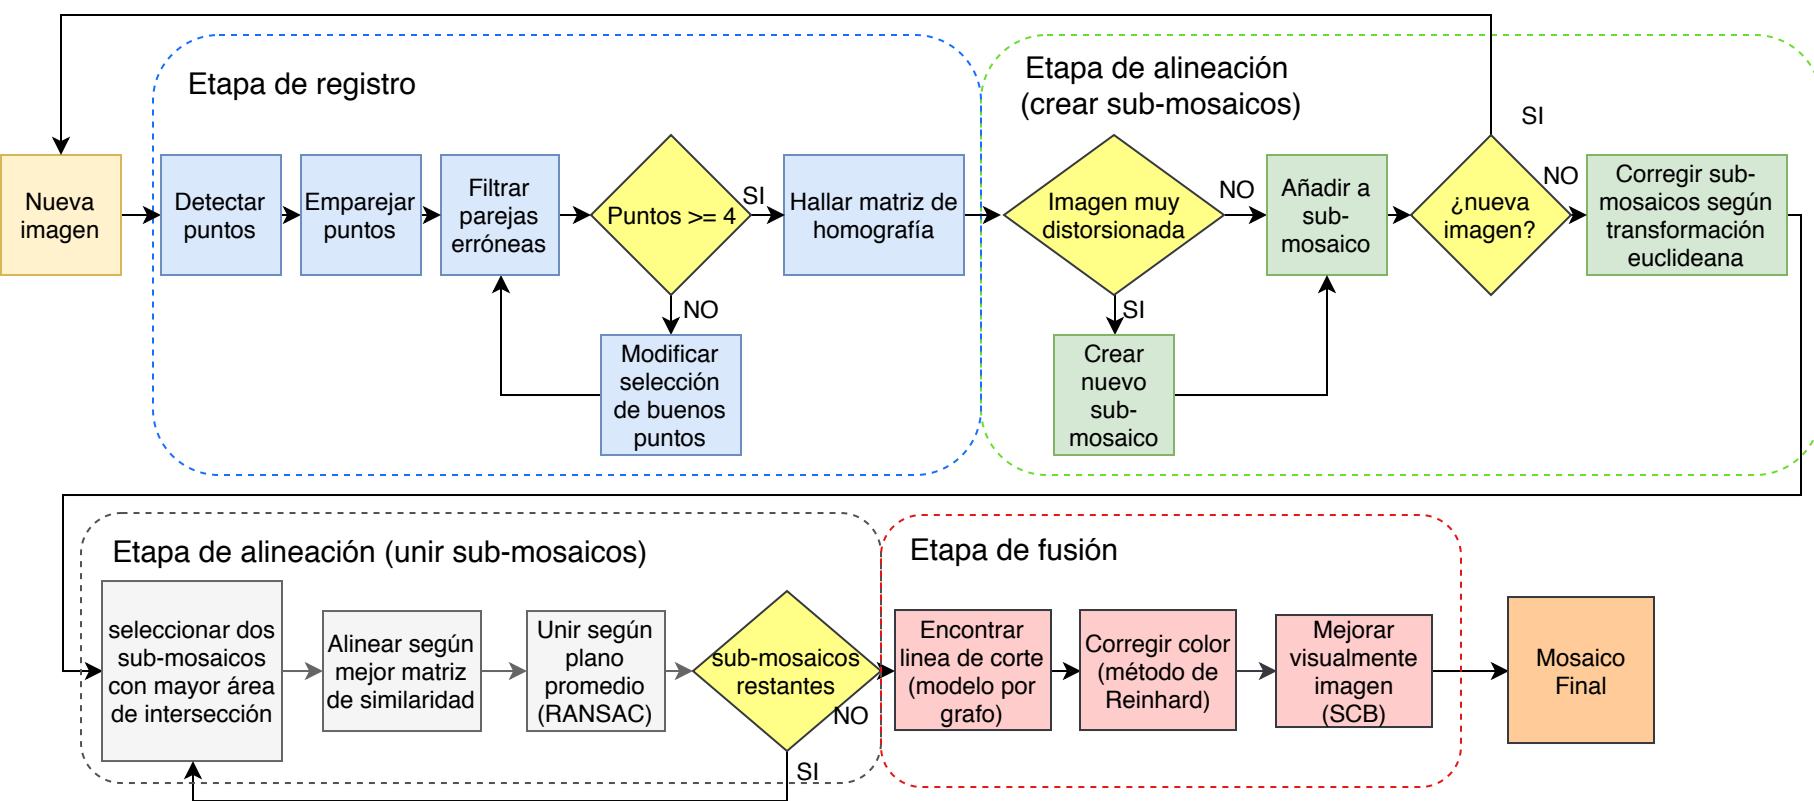 Etapa de registro
Etapa de alineación
(crear sub-mosaicos)
Nueva
imagen
Detectar
puntos
Emparejar
puntos
Filtrar
parejas
erróneas
Puntos >= 4
SI
NO
Modificar
selección
de buenos
puntos
Hallar matriz de
homografía
Imagen muy
distorsionada
NO
SI
Crear
nuevo
sub-
mosaico
Añadir a
sub-
mosaico
¿nueva
imagen?
SI
NO
Corregir sub-
mosaicos según
transformación
euclideana
Etapa de alineación (unir sub-mosaicos)
seleccionar dos
sub-mosaicos
con mayor área
de intersección
Alinear según
mejor matriz
de similaridad
Unir según
plano
promedio
(RANSAC)
sub-mosaicos
restantes
NO
SI
Etapa de fusión
Encontrar
linea de corte
(modelo por
grafo)
Corregir color
(método de
Reinhard)
Mejorar
visualmente
imagen
(SCB)
Mosaico
Final